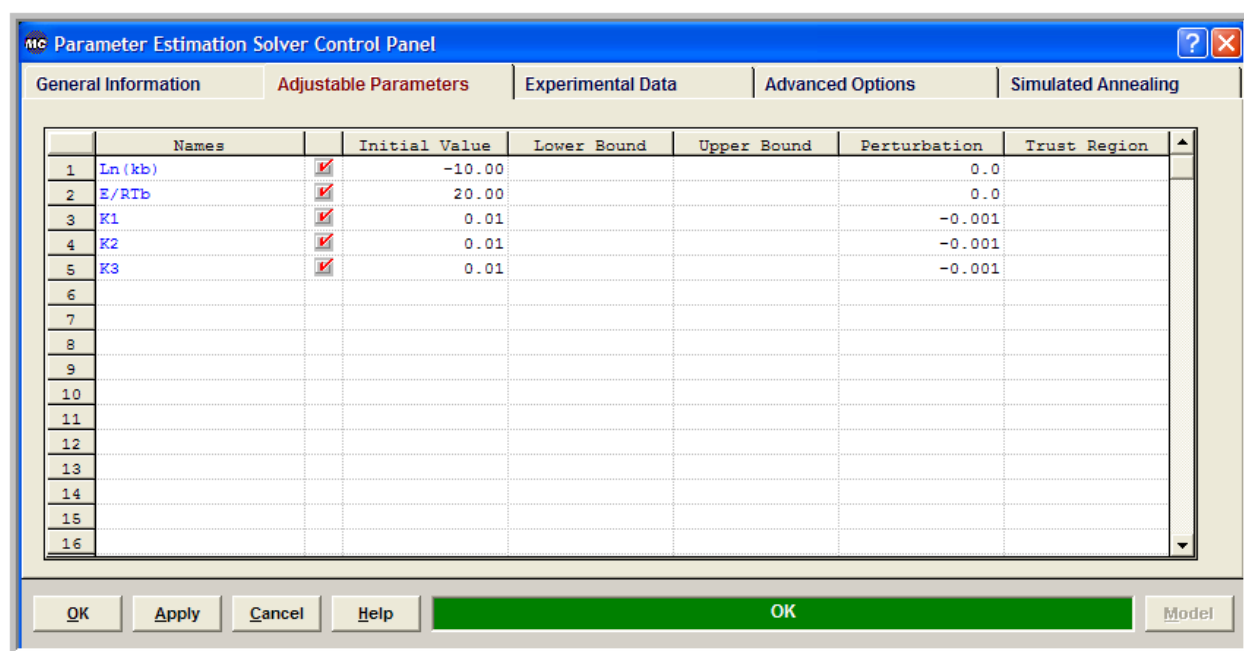 MC Parameter Estimation Solver Control Panel ?
General Information Adjustable Parameters Experimental Data Advanced Options Simulated Annealing
Names Initial Value Lower Bound Upper Bound Perturbation Trust Region
1 Ln(kb) -10.00 0.0
2 E/RTb 20.00 0.0
3 K1 0.01 -0.001
4 K2 0.01 -0.001
5 K3 0.01 -0.001
6
7
8
9
10
11
12
13
14
15
16
OK Apply Cancel Help OK Model